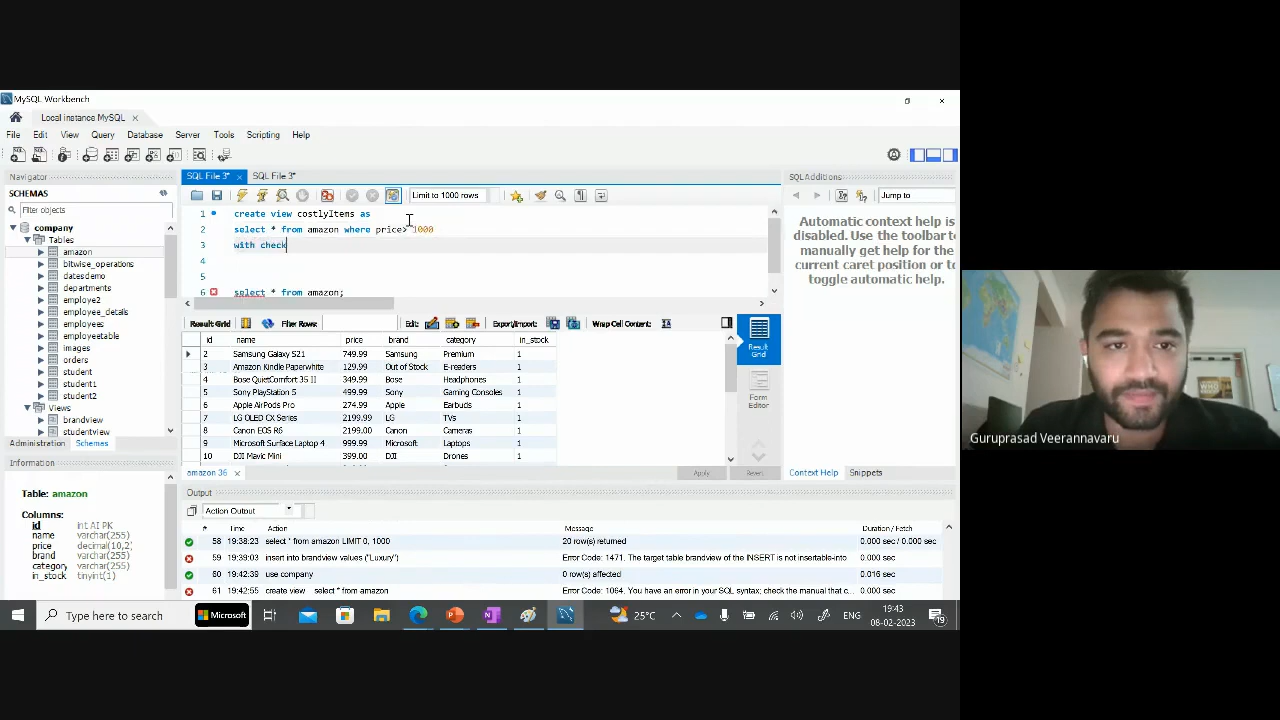 MySQL Workbench
Local instance MySQL
File Edit View Query Database Server Tools Scripting Help
Navigator
SCHEMAS
Filter objects
company
Tables
amazon
bitwise_operations
datesdemo
departments
employe2
employee_details
employees
employeetable
images
orders
student
student1
student2
Views
brandview
studentview
Administration Schemas
Information
Table: amazon
Columns:
id int AI PK
name varchar(255)
price decimal(10,2)
brand varchar(255)
category varchar(255)
in_stock tinyint(1)
SQL File 3* SQL File 3*
Limit to 1000 rows
1 create view costlyItems as
2 select * from amazon where price> 1000
3 with check
4
5
6 select * from amazon;
Result Grid Filter Rows: Edit: Export/Import: Wrap Cell Content:
id name price brand category in_stock
2 Samsung Galaxy S21 749.99 Samsung Premium 1
3 Amazon Kindle Paperwhite 129.99 Out of Stock E-readers 1
4 Bose QuietComfort 35 II 349.99 Bose Headphones 1
5 Sony PlayStation 5 499.99 Sony Gaming Consoles 1
6 Apple AirPods Pro 274.99 Apple Earbuds 1
7 LG OLED CX Series 2199.99 LG TVs 1
8 Canon EOS R6 2199.00 Canon Cameras 1
9 Microsoft Surface Laptop 4 999.99 Microsoft Laptops 1
10 DJI Mavic Mini 399.00 DJI Drones 1
Result Grid
Form Editor
amazon 36
Apply Revert
SQL Additions
Jump to
Automatic context help is
disabled. Use the toolbar to
manually get help for the
current caret position or to
toggle automatic help.
Context Help Snippets
Output
Action Output
# Time Action Message Duration / Fetch
58 19:38:23 select * from amazon LIMIT 0, 1000 20 row(s) returned 0.000 sec / 0.000 sec
59 19:39:03 insert into brandview values ("Luxury") Error Code: 1471. The target table brandview of the INSERT is not insertable-into 0.000 sec
60 19:42:39 use company 0 row(s) affected 0.016 sec
61 19:42:55 create view select * from amazon Error Code: 1064. You have an error in your SQL syntax; check the manual that c... 0.000 sec
Type here to search
Microsoft
25°C
ENG
19:43
08-02-2023
19
Guruprasad Veerannavaru